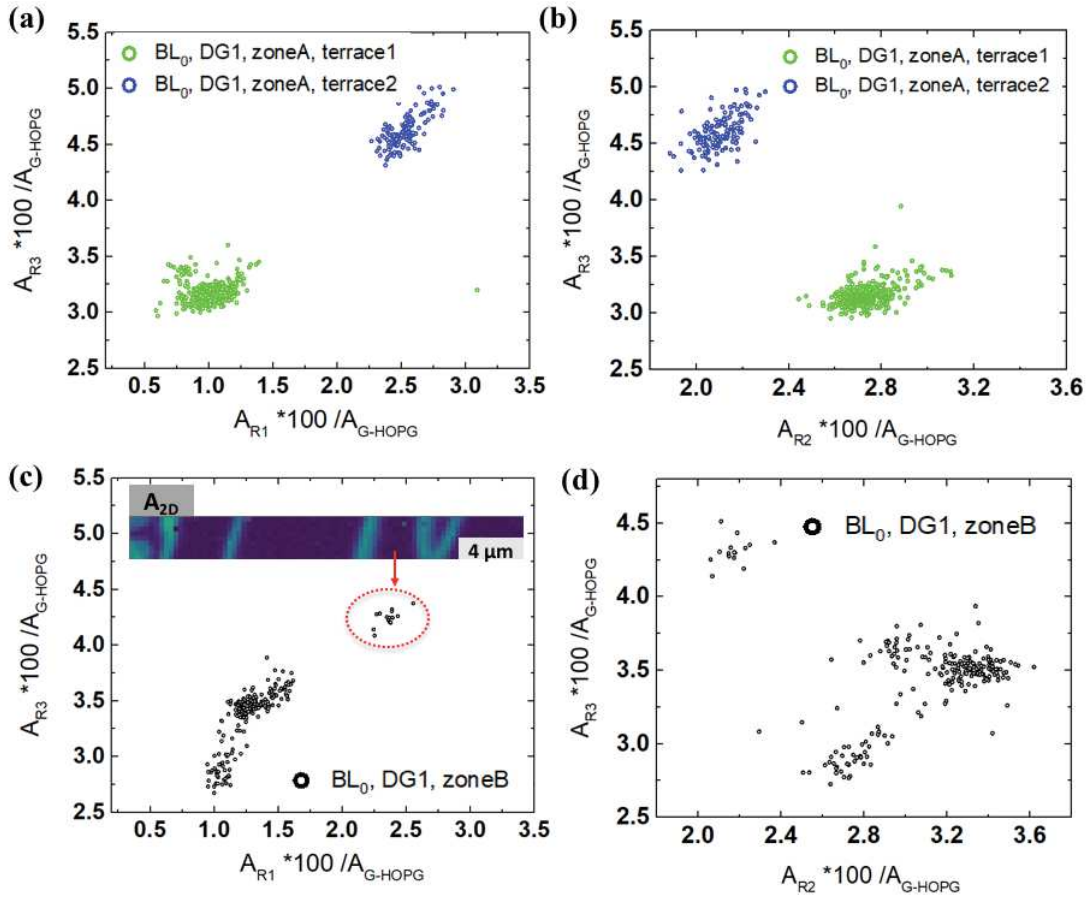 (a)
5.5
5.0
4.5
4.0
3.5
3.0
2.5
A_R3 *100 /A_G-HOPG
BL₀, DG1, zoneA, terrace1
BL₀, DG1, zoneA, terrace2
0.5 1.0 1.5 2.0 2.5 3.0 3.5
A_R1 *100 /A_G-HOPG
(b)
5.5
5.0
4.5
4.0
3.5
3.0
2.5
A_R3 *100 /A_G-HOPG
BL₀, DG1, zoneA, terrace1
BL₀, DG1, zoneA, terrace2
2.0 2.4 2.8 3.2 3.6
A_R2 *100 /A_G-HOPG
(c)
5.5
5.0
4.5
4.0
3.5
3.0
2.5
A_R3 *100 /A_G-HOPG
A_2D
4 μm
BL₀, DG1, zoneB
0.5 1.0 1.5 2.0 2.5 3.0 3.5
A_R1 *100 /A_G-HOPG
(d)
4.5
4.0
3.5
3.0
2.5
A_R3 *100 /A_G-HOPG
BL₀, DG1, zoneB
2.0 2.4 2.8 3.2 3.6
A_R2 *100 /A_G-HOPG